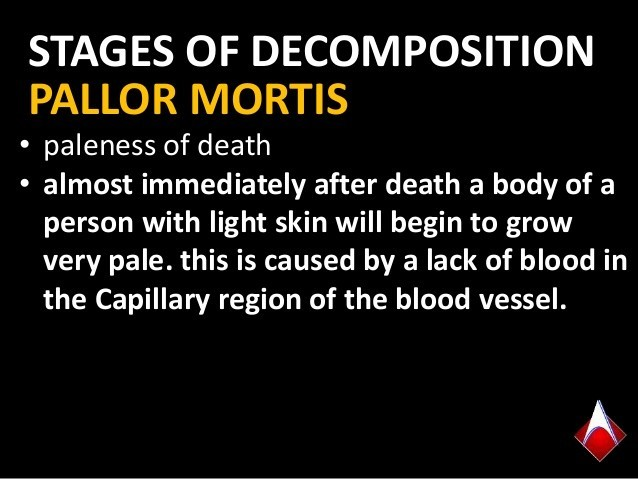 STAGES OF DECOMPOSITION
PALLOR MORTIS
• paleness of death
• almost immediately after death a body of a
person with light skin will begin to grow
very pale. this is caused by a lack of blood in
the Capillary region of the blood vessel.